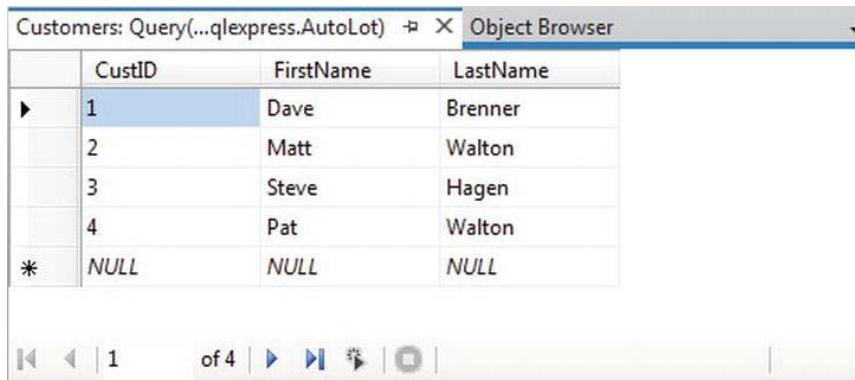 Customers: Query(...qlexpress.AutoLot) Object Browser
CustID FirstName LastName
1 Dave Brenner
2 Matt Walton
3 Steve Hagen
4 Pat Walton
NULL NULL NULL
1 of 4